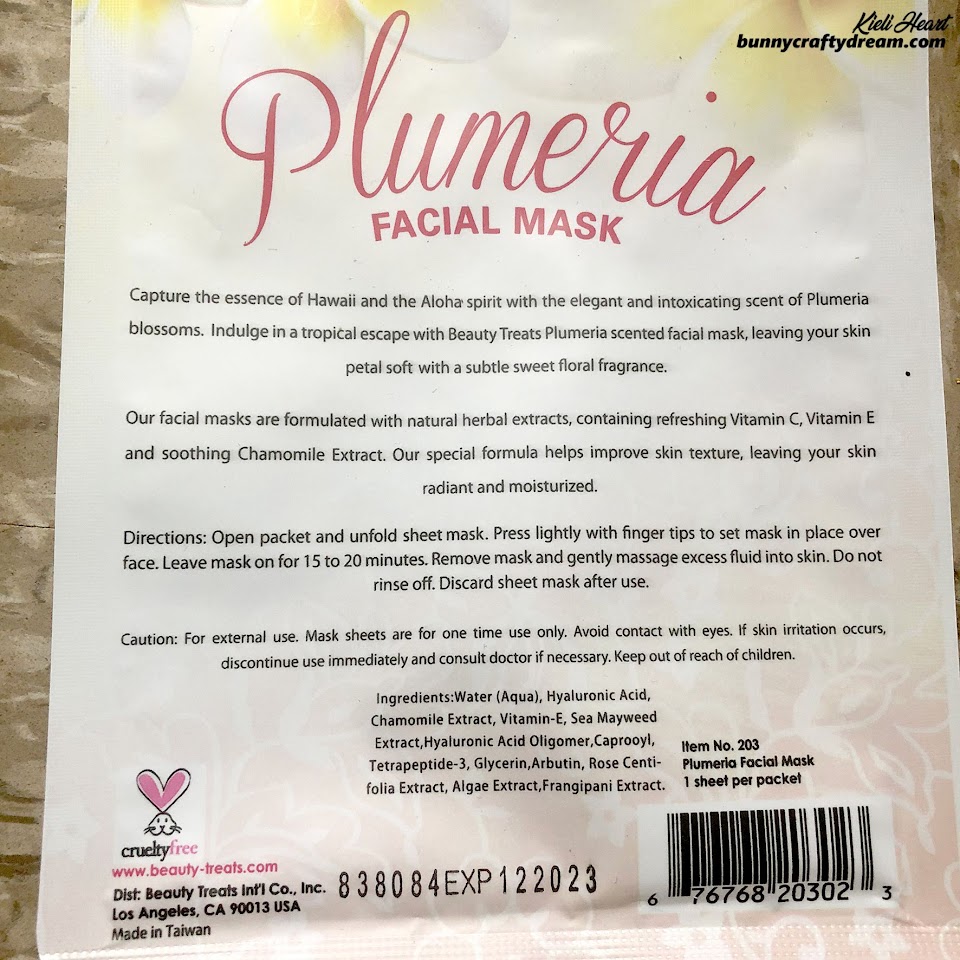 Kieli Heart
bunnycraftydream.com
Plumeria
FACIAL MASK
Capture the essence of Hawaii and the Aloha spirit with the elegant and intoxicating scent of Plumeria
blossoms. Indulge in a tropical escape with Beauty Treats Plumeria scented facial mask, leaving your skin
petal soft with a subtle sweet floral fragrance.
Our facial masks are formulated with natural herbal extracts, containing refreshing Vitamin C, Vitamin E
and soothing Chamomile Extract. Our special formula helps improve skin texture, leaving your skin
radiant and moisturized.
Directions: Open packet and unfold sheet mask. Press lightly with finger tips to set mask in place over
face. Leave mask on for 15 to 20 minutes. Remove mask and gently massage excess fluid into skin. Do not
rinse off. Discard sheet mask after use.
Caution: For external use. Mask sheets are for one time use only. Avoid contact with eyes. If skin irritation occurs,
discontinue use immediately and consult doctor if necessary. Keep out of reach of children.
Ingredients:Water (Aqua), Hyaluronic Acid,
Chamomile Extract, Vitamin-E, Sea Mayweed
Extract,Hyaluronic Acid Oligomer,Caprooyl,
Tetrapeptide-3, Glycerin,Arbutin, Rose Centi-
folia Extract, Algae Extract,Frangipani Extract.
Item No. 203
Plumeria Facial Mask
1 sheet per packet
crueltyfree
www.beauty-treats.com
Dist: Beauty Treats Int'l Co., Inc.
Los Angeles, CA 90013 USA
Made in Taiwan
838084EXP122023
6 76768 20302 3